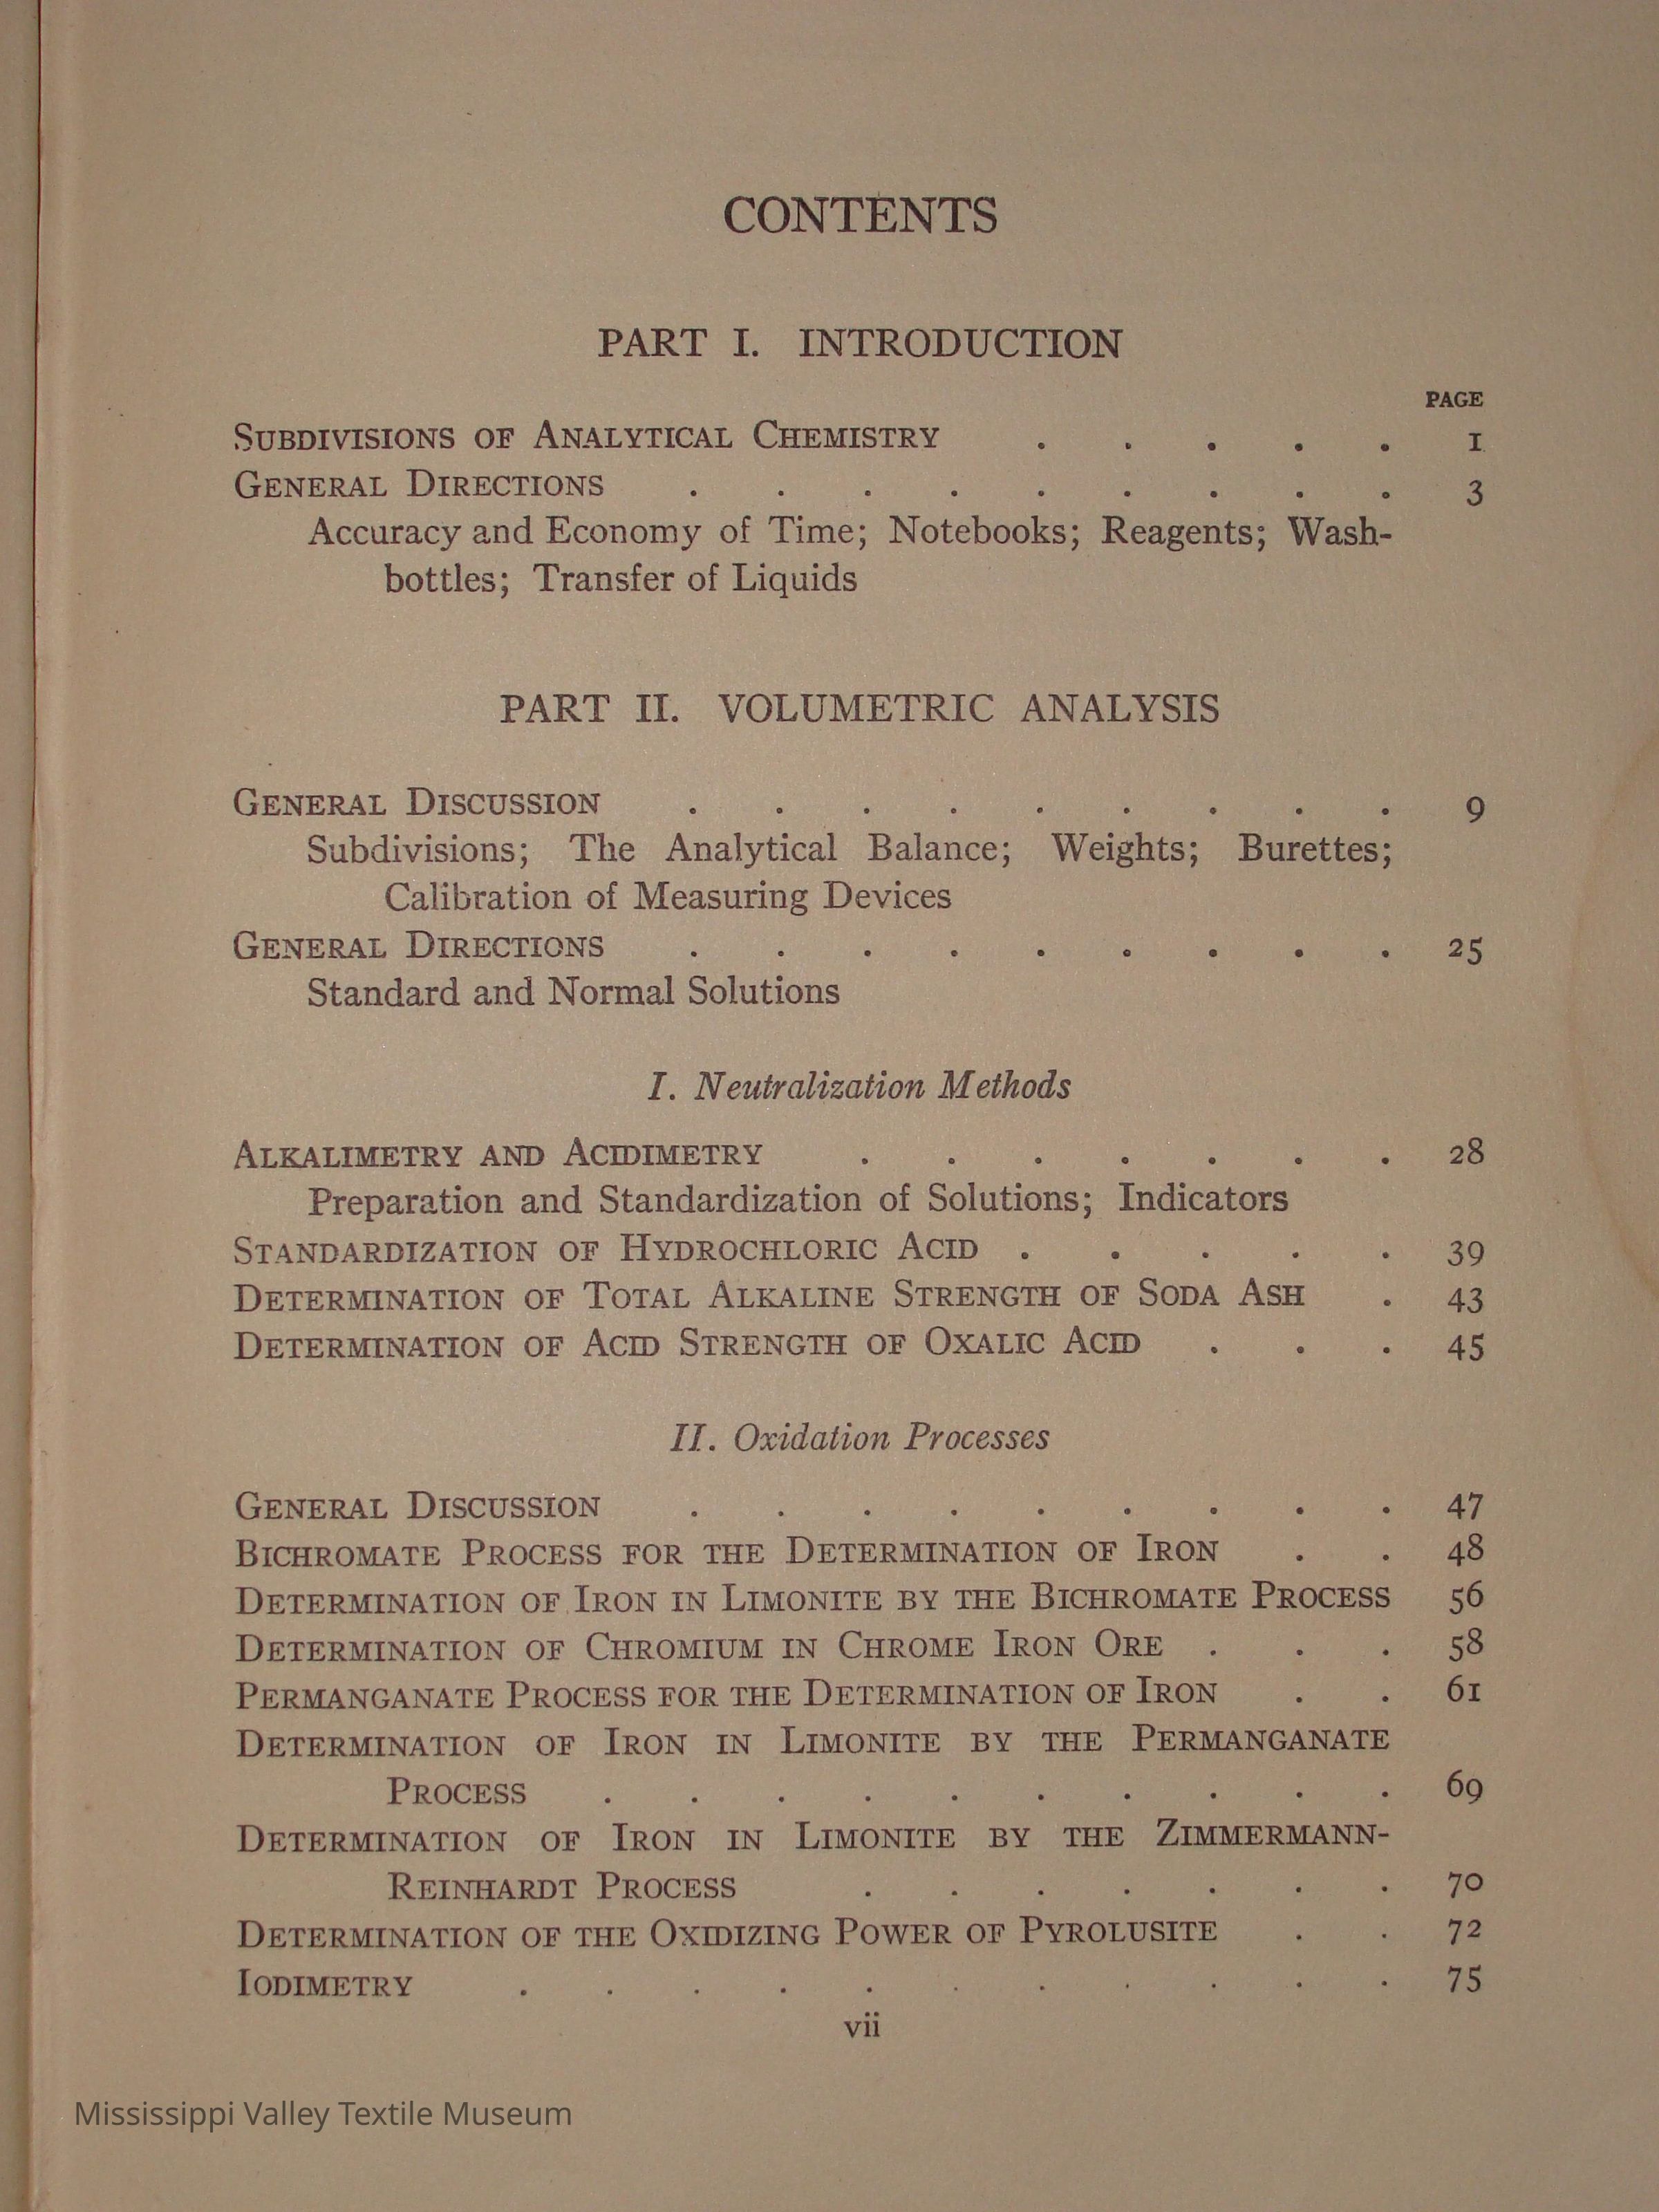 CONTENTS
PART I. INTRODUCTION
PAGE
SUBDIVISIONS OF ANALYTICAL CHEMISTRY . . . . . 1
GENERAL DIRECTIONS . . . . . . . . . 3
Accuracy and Economy of Time; Notebooks; Reagents; Wash-
bottles; Transfer of Liquids
PART II. VOLUMETRIC ANALYSIS
GENERAL DISCUSSION . . . . . . . . . 9
Subdivisions; The Analytical Balance; Weights; Burettes;
Calibration of Measuring Devices
GENERAL DIRECTIONS . . . . . . . . . 25
Standard and Normal Solutions
I. Neutralization Methods
ALKALIMETRY AND ACIDIMETRY . . . . . . . 28
Preparation and Standardization of Solutions; Indicators
STANDARDIZATION OF HYDROCHLORIC ACID . . . . . 39
DETERMINATION OF TOTAL ALKALINE STRENGTH OF SODA ASH . 43
DETERMINATION OF ACID STRENGTH OF OXALIC ACID . . . 45
II. Oxidation Processes
GENERAL DISCUSSION . . . . . . . . . 47
BICHROMATE PROCESS FOR THE DETERMINATION OF IRON . . 48
DETERMINATION OF IRON IN LIMONITE BY THE BICHROMATE PROCESS 56
DETERMINATION OF CHROMIUM IN CHROME IRON ORE . . . 58
PERMANGANATE PROCESS FOR THE DETERMINATION OF IRON . . 61
DETERMINATION OF IRON IN LIMONITE BY THE PERMANGANATE
PROCESS . . . . . . . . . . 69
DETERMINATION OF IRON IN LIMONITE BY THE ZIMMERMANN-
REINHARDT PROCESS . . . . . . . 70
DETERMINATION OF THE OXIDIZING POWER OF PYROLUSITE . . 72
IODIMETRY . . . . . . . . . . . 75
vii
Mississippi Valley Textile Museum